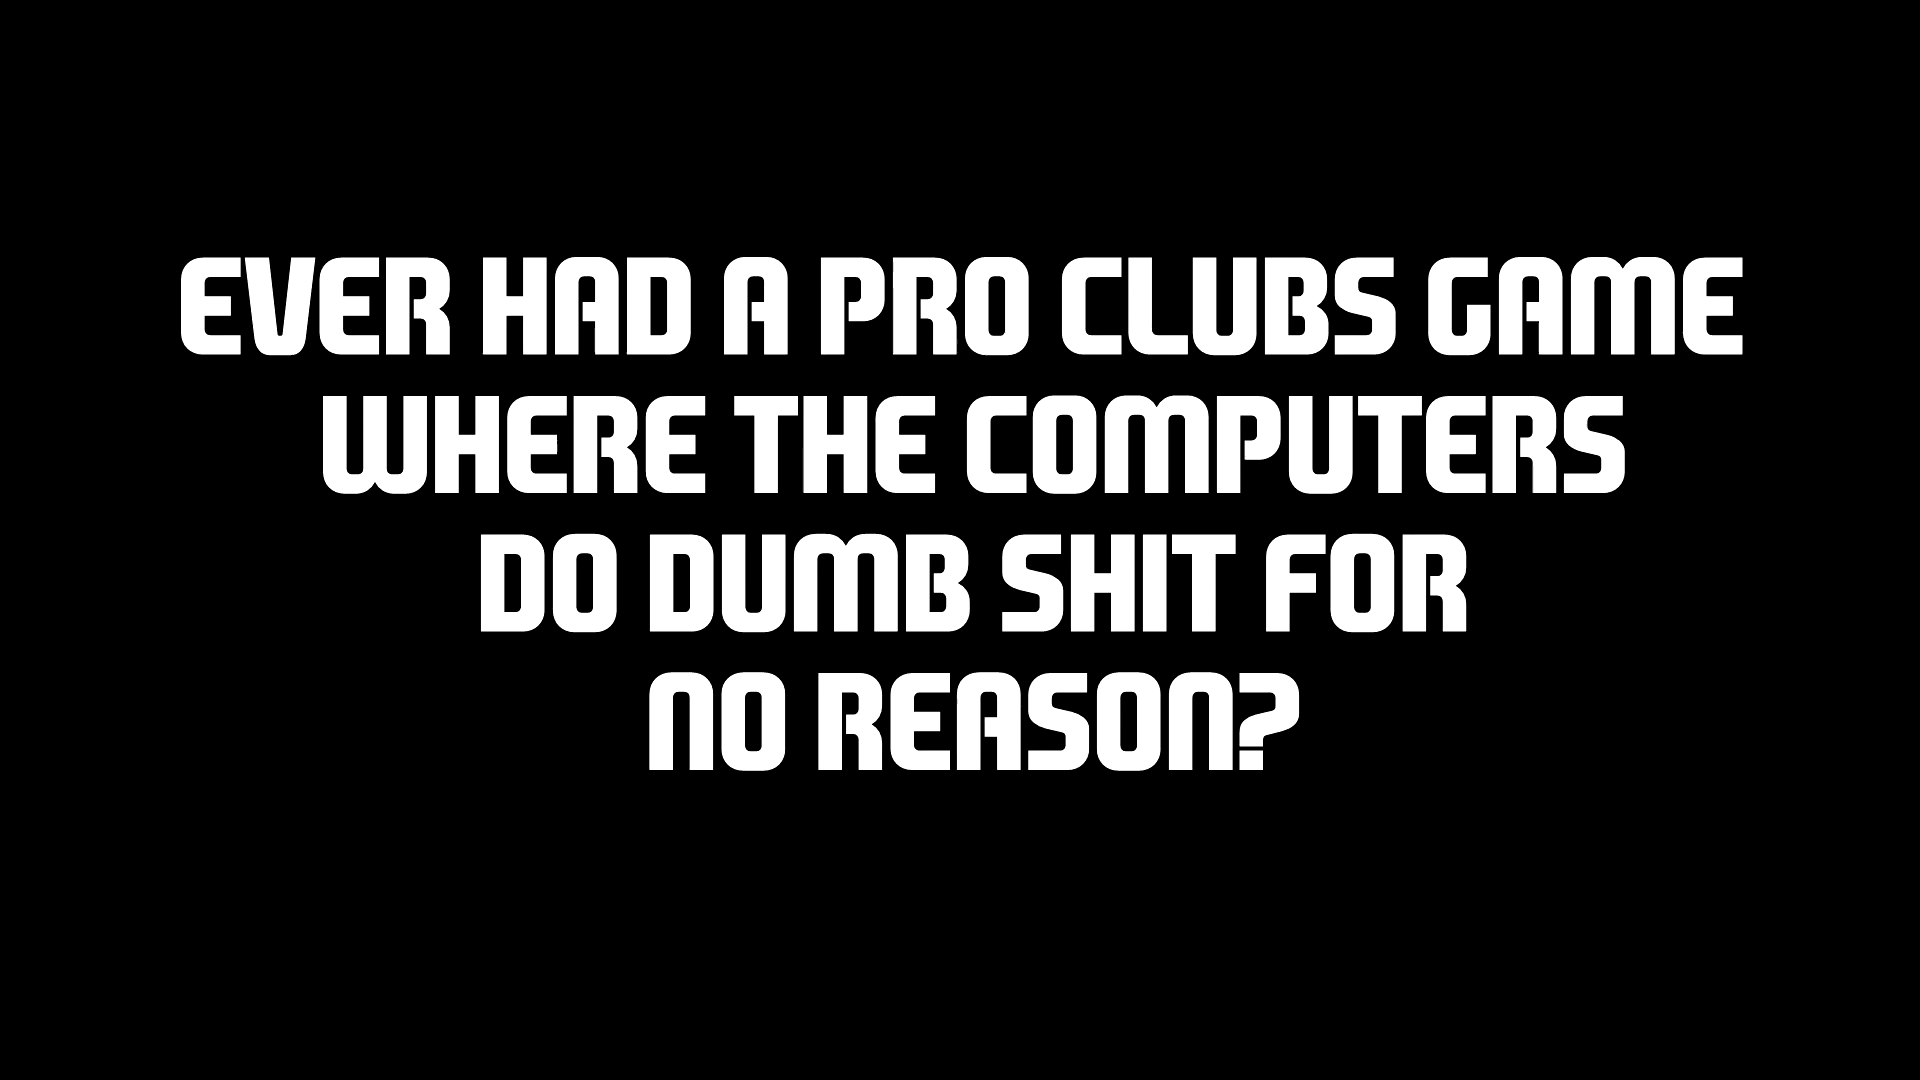 EVER HAD A PRO CLUBS GAME
WHERE THE COMPUTERS
DO DUMB SHIT FOR
NO REASON?